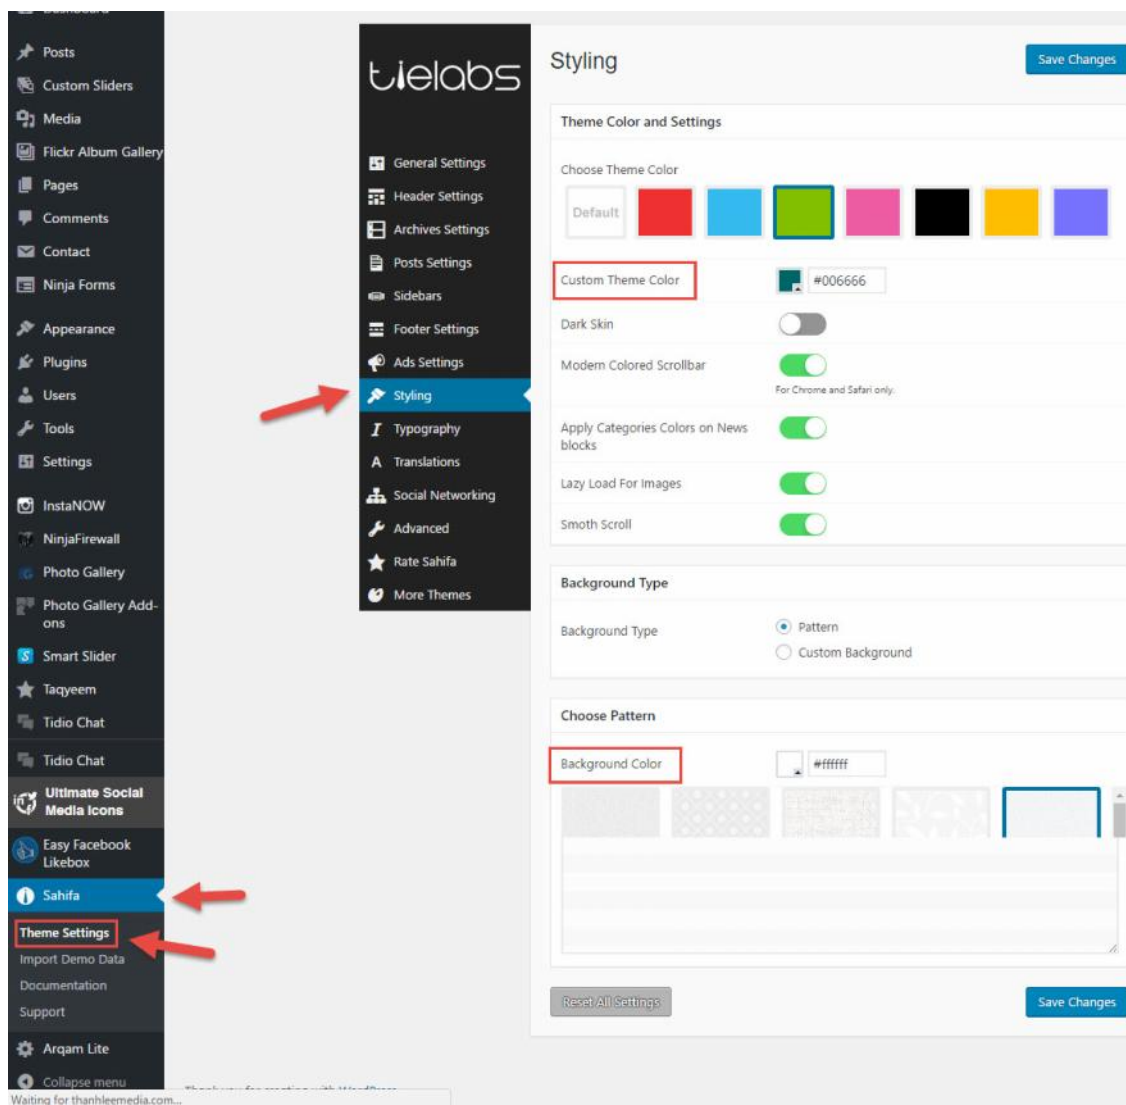 Dashboard
Posts
Custom Sliders
Media
Flickr Album Gallery
Pages
Comments
Contact
Ninja Forms
Appearance
Plugins
Users
Tools
Settings
InstaNOW
NinjaFirewall
Photo Gallery
Photo Gallery Add-
ons
Smart Slider
Taqyeem
Tidio Chat
Tidio Chat
Ultimate Social
Media Icons
Easy Facebook
Likebox
Sahifa
Theme Settings
Import Demo Data
Documentation
Support
Arqam Lite
Collapse menu
Waiting for thanhleemedia.com...
tielabs
General Settings
Header Settings
Archives Settings
Posts Settings
Sidebars
Footer Settings
Ads Settings
Styling
Typography
Translations
Social Networking
Advanced
Rate Sahifa
More Themes
Styling
Save Changes
Theme Color and Settings
Choose Theme Color
Default
Custom Theme Color #006666
Dark Skin
Modern Colored Scrollbar
For Chrome and Safari only.
Apply Categories Colors on News
blocks
Lazy Load For Images
Smoth Scroll
Background Type
Background Type
Pattern
Custom Background
Choose Pattern
Background Color #ffffff
Reset All Settings
Save Changes
Thank you for creating with WordPress